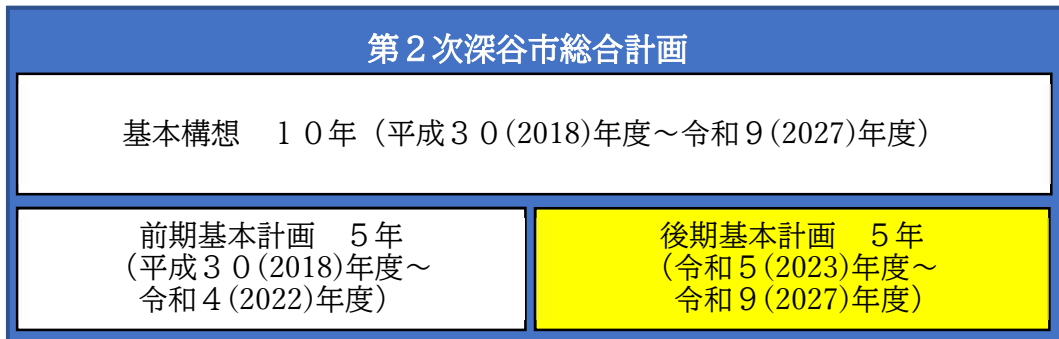 第２次深谷市総合計画
基本構想　１０年（平成３０(2018)年度～令和９(2027)年度）
前期基本計画　５年
（平成３０(2018)年度～
令和４(2022)年度）
後期基本計画　５年
（令和５(2023)年度～
令和９(2027)年度）